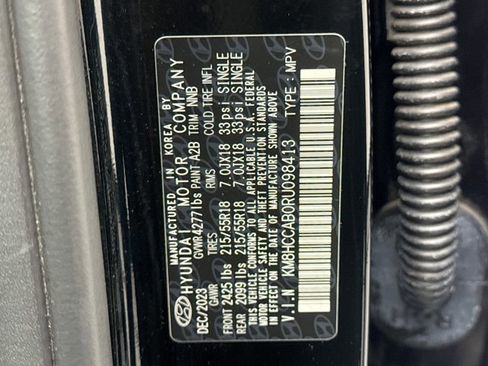 MANUFACTURED IN KOREA BY
HYUNDAI MOTOR COMPANY
DEC/2023 GVWR 4277 lbs PAINT A2B TRIM NNB
GAWR TIRES RIMS COLD TIRE INFL
FRONT 2425 lbs 215/55R18 7.0JX18 33psi SINGLE
REAR 2099 lbs 215/55R18 7.0JX18 33psi SINGLE
THIS VEHICLE CONFORMS TO ALL APPLICABLE U.S.A. FEDERAL
MOTOR VEHICLE SAFETY AND THEFT PREVENTION STANDARDS
IN EFFECT ON THE DATE OF MANUFACTURE SHOWN ABOVE
V.I.N KM8HCCAB0RU098413 TYPE : MPV